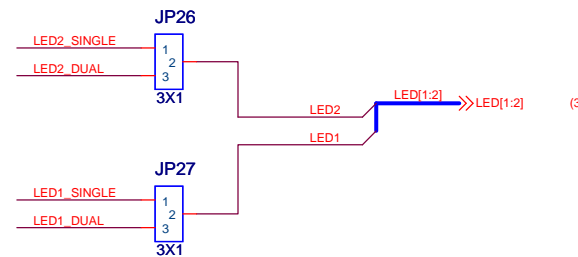 JP26
LED2_SINGLE
1
2
LED2_DUAL
3
3X1
LED[1:2]
LED[1:2]
(3
LED2
LED1
JP27
LED1_SINGLE
1
2
LED1_DUAL
3
3X1